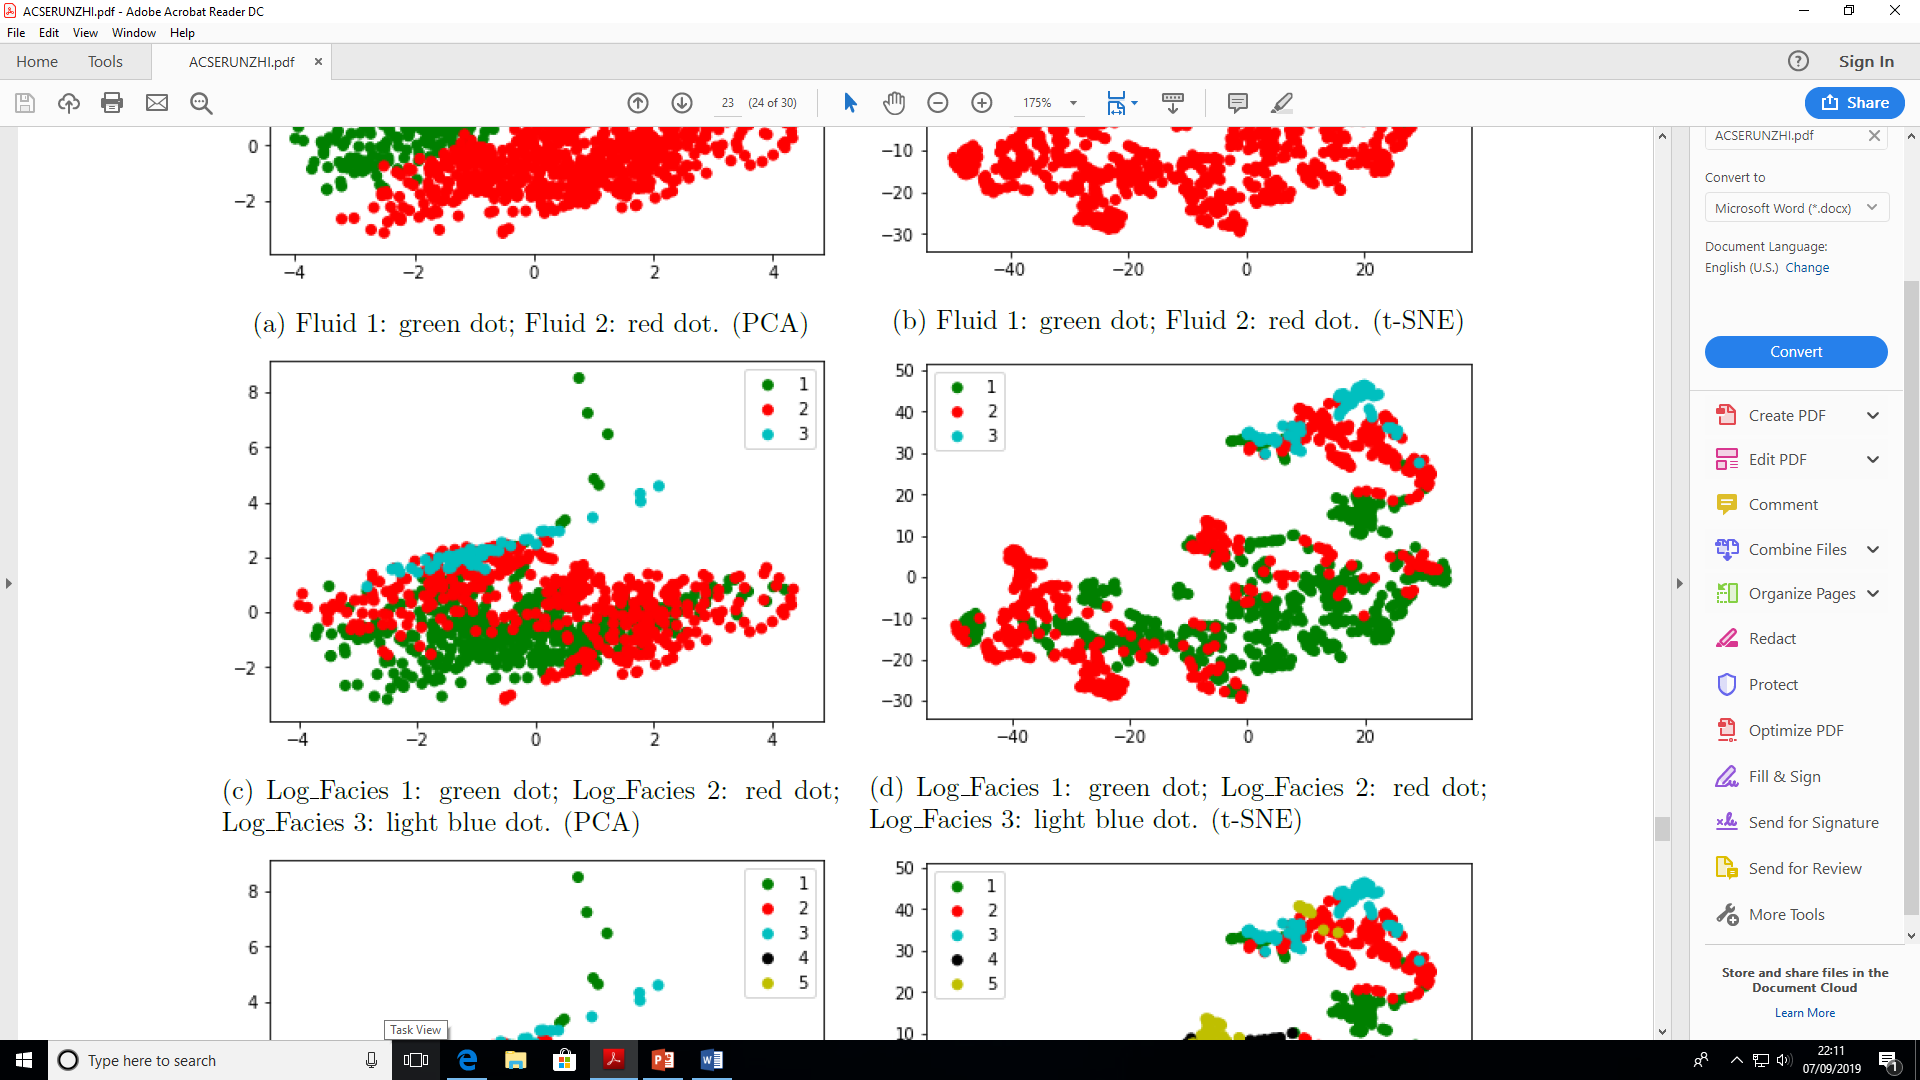 ACSERUNZHI.pdf - Adobe Acrobat Reader DC
File Edit View Window Help
Home Tools ACSERUNZHI.pdf × ? Sign In
23 (24 of 30) 175% Share
0
−2
−4 −2 0 2 4
−10
−20
−30
−40 −20 0 20
(a) Fluid 1: green dot; Fluid 2: red dot. (PCA)
(b) Fluid 1: green dot; Fluid 2: red dot. (t-SNE)
8
6
4
2
0
−2
−4 −2 0 2 4
1
2
3
50
40
30
20
10
0
−10
−20
−30
−40 −20 0 20
1
2
3
(c) Log_Facies 1: green dot; Log_Facies 2: red dot;
Log_Facies 3: light blue dot. (PCA)
(d) Log_Facies 1: green dot; Log_Facies 2: red dot;
Log_Facies 3: light blue dot. (t-SNE)
8
6
4
1
2
3
4
5
50
40
30
20
10
1
2
3
4
5
ACSERUNZHI.pdf
Convert to
Microsoft Word (*.docx)
Document Language:
English (U.S.) Change
Convert
Create PDF
Edit PDF
Comment
Combine Files
Organize Pages
Redact
Protect
Optimize PDF
Fill & Sign
Send for Signature
Send for Review
More Tools
Store and share files in the
Document Cloud
Learn More
Task View
Type here to search
22:11
07/09/2019
1